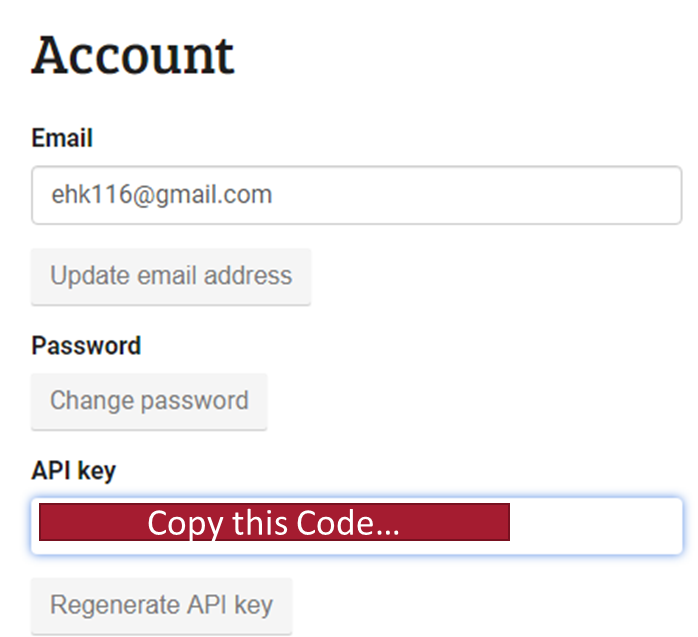 Account
Email
ehk116@gmail.com
Update email address
Password
Change password
API key
Copy this Code...
Regenerate API key